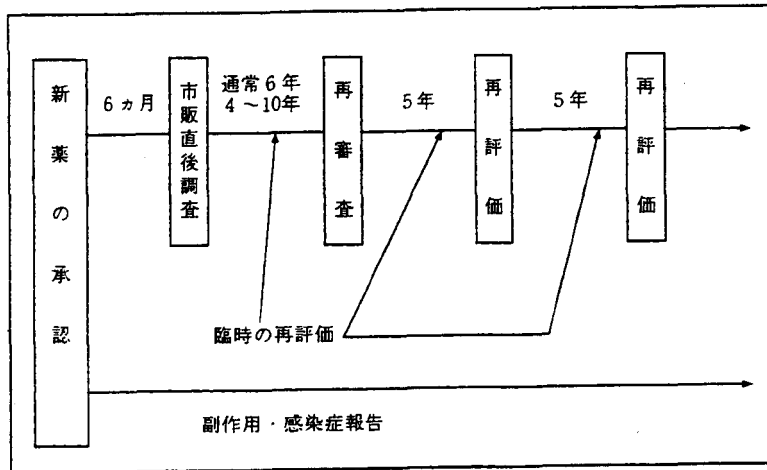 新薬の承認
6ヵ月
市販直後調査
通常6年
4～10年
再審査
5年
再評価
5年
再評価
臨時の再評価
副作用・感染症報告